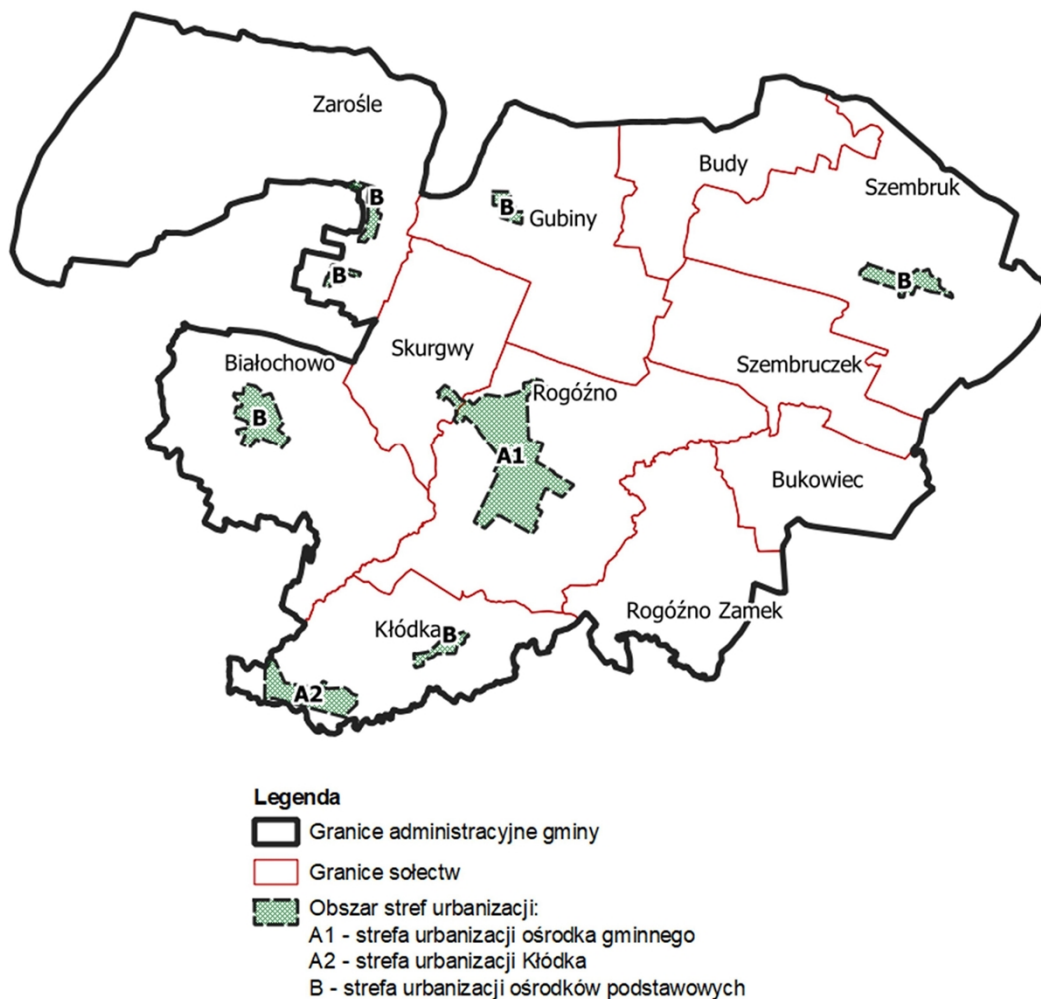 Zarośle
Budy
Szembruk
B
B
Gubiny
B
B
Skurgwy
Białochowo
Szembruczek
Rogóźno
B
A1
Bukowiec
Rogóźno Zamek
Kłódka
B
A2
Legenda
Granice administracyjne gminy
Granice sołectw
Obszar stref urbanizacji:
A1 - strefa urbanizacji ośrodka gminnego
A2 - strefa urbanizacji Kłódka
B - strefa urbanizacji ośrodków podstawowych